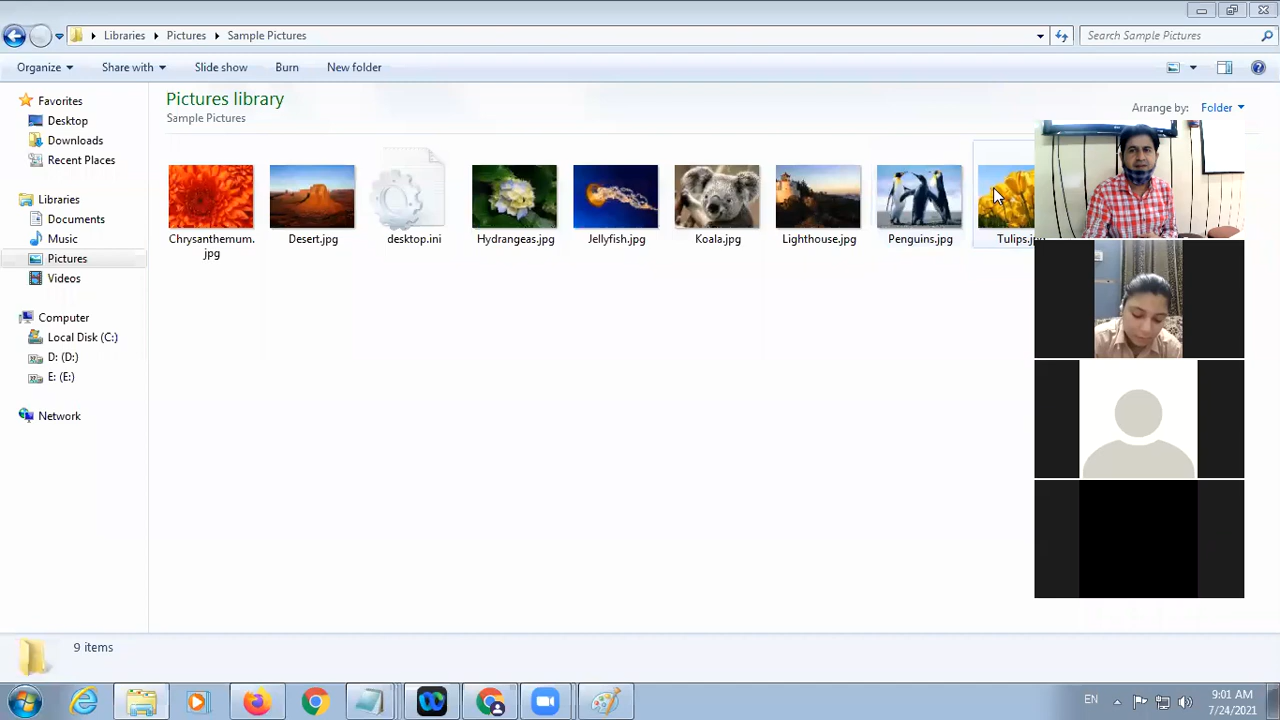 Libraries Pictures Sample Pictures Search Sample Pictures
Organize Share with Slide show Burn New folder
Favorites
Desktop
Downloads
Recent Places
Libraries
Documents
Music
Pictures
Videos
Computer
Local Disk (C:)
D: (D:)
E: (E:)
Network
Pictures library
Sample Pictures
Arrange by: Folder
Chrysanthemum.
jpg
Desert.jpg
desktop.ini
Hydrangeas.jpg
Jellyfish.jpg
Koala.jpg
Lighthouse.jpg
Penguins.jpg
Tulips.jp
9 items
EN
9:01 AM
7/24/2021